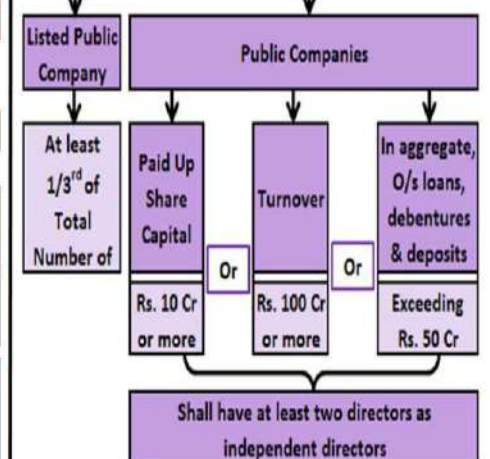 Listed Public
Company
Public Companies
At least
1/3rd of
Total
Number of
Paid Up
Share
Capital
Or
Turnover
Or
In aggregate,
O/s loans,
debentures
& deposits
Rs. 10 Cr
or more
Rs. 100 Cr
or more
Exceeding
Rs. 50 Cr
Shall have at least two directors as
independent directors